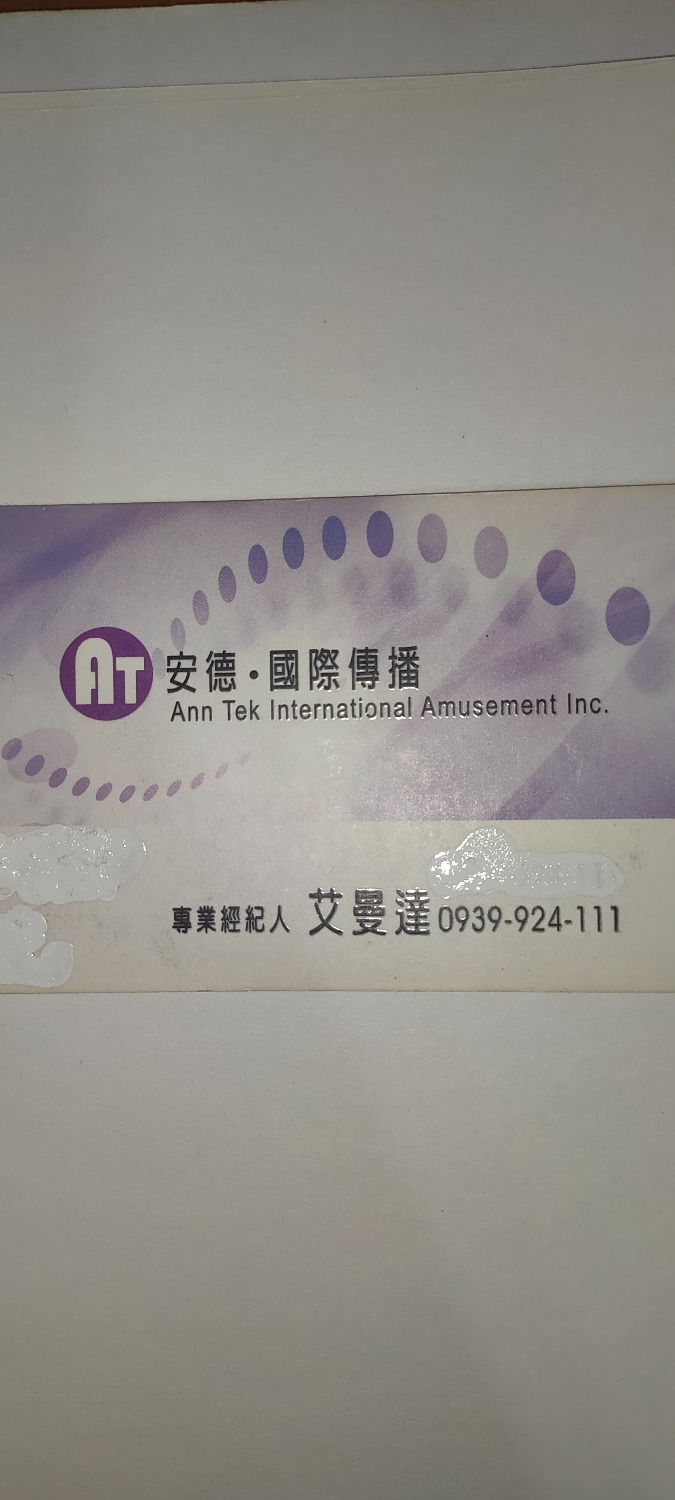 AT
安德·國際傳播
Ann Tek International Amusement Inc.
專業經紀人 艾曼達 0939-924-111